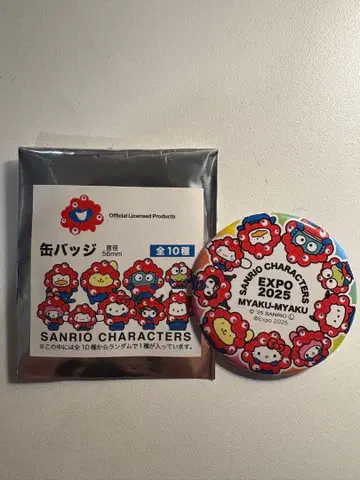 Official Licensed Products
缶バッジ 直径 56mm 全10種
SANRIO CHARACTERS
※この中には全10種からランダムで1種が入っています。
SANRIO CHARACTERS
EXPO
2025
MYAKU-MYAKU
© '25 SANRIO Ⓛ
©Expo 2025